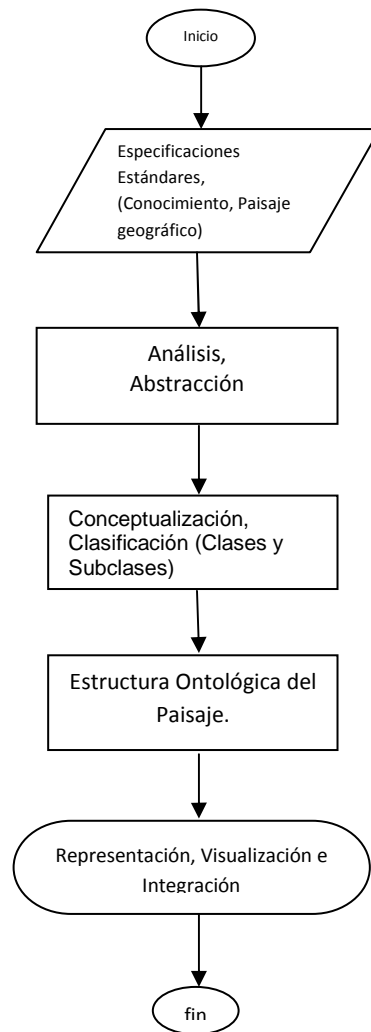 Inicio
Especificaciones
Estándares,
(Conocimiento, Paisaje
geográfico)
Análisis,
Abstracción
Conceptualización,
Clasificación (Clases y
Subclases)
Estructura Ontológica del
Paisaje.
Representación, Visualización e
Integración
fin